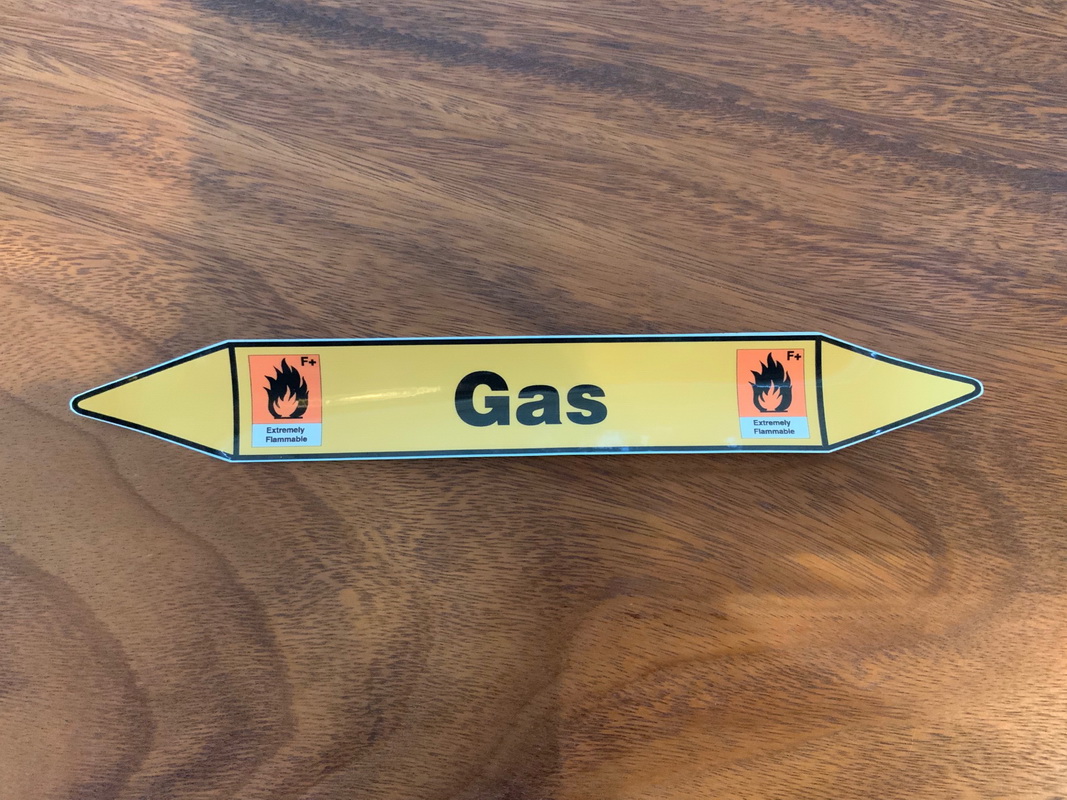 F+
Extremely
Flammable
Gas
F+
Extremely
Flammable